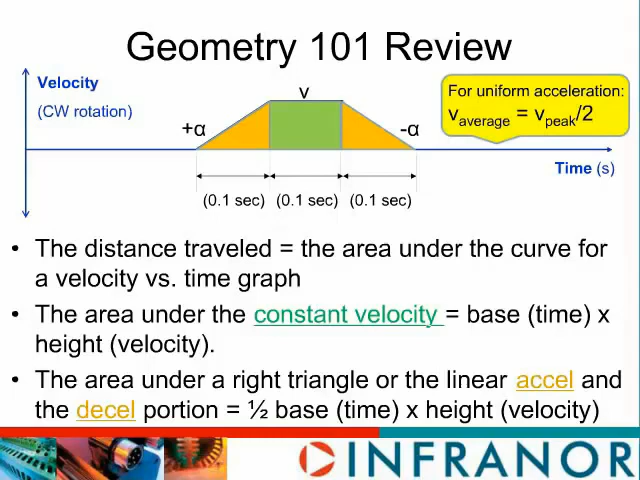 Geometry 101 Review
Velocity
(CW rotation)
v
+α
-α
For uniform acceleration:
vaverage = vpeak/2
Time (s)
(0.1 sec) (0.1 sec) (0.1 sec)
• The distance traveled = the area under the curve for
a velocity vs. time graph
• The area under the constant velocity = base (time) x
height (velocity).
• The area under a right triangle or the linear accel and
the decel portion = ½ base (time) x height (velocity)
INFRANOR